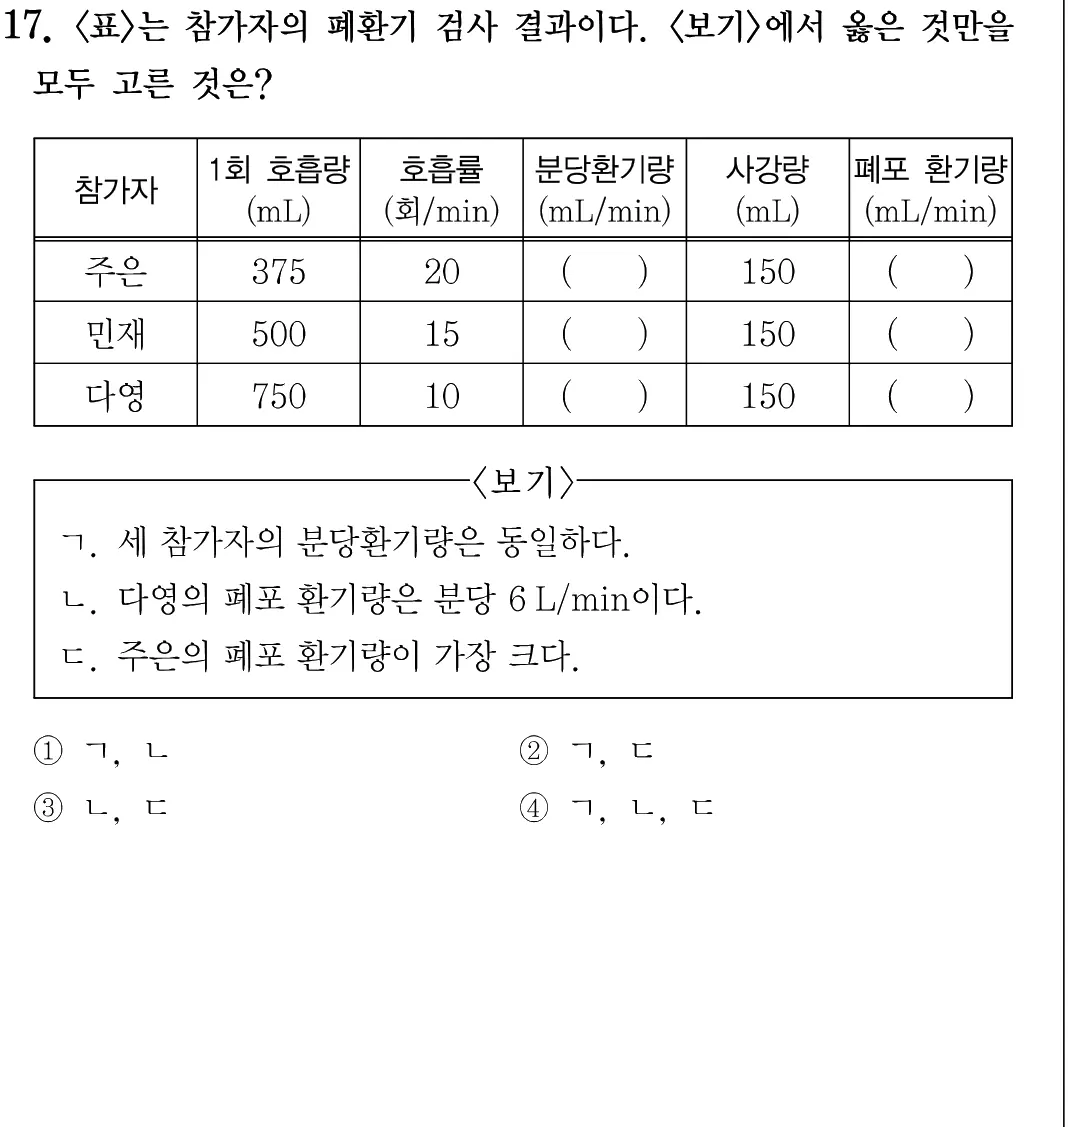 17. 〈표〉는 참가자의 폐환기 검사 결과이다. 〈보기〉에서 옳은 것만을
모두 고른 것은?
참가자 1회 호흡량 (mL) 호흡률 (회/min) 분당환기량 (mL/min) 사강량 (mL) 폐포 환기량 (mL/min)
주은 375 20 ( ) 150 ( )
민재 500 15 ( ) 150 ( )
다영 750 10 ( ) 150 ( )
〈보기〉
ㄱ. 세 참가자의 분당환기량은 동일하다.
ㄴ. 다영의 폐포 환기량은 분당 6 L/min이다.
ㄷ. 주은의 폐포 환기량이 가장 크다.
① ㄱ, ㄴ ② ㄱ, ㄷ
③ ㄴ, ㄷ ④ ㄱ, ㄴ, ㄷ